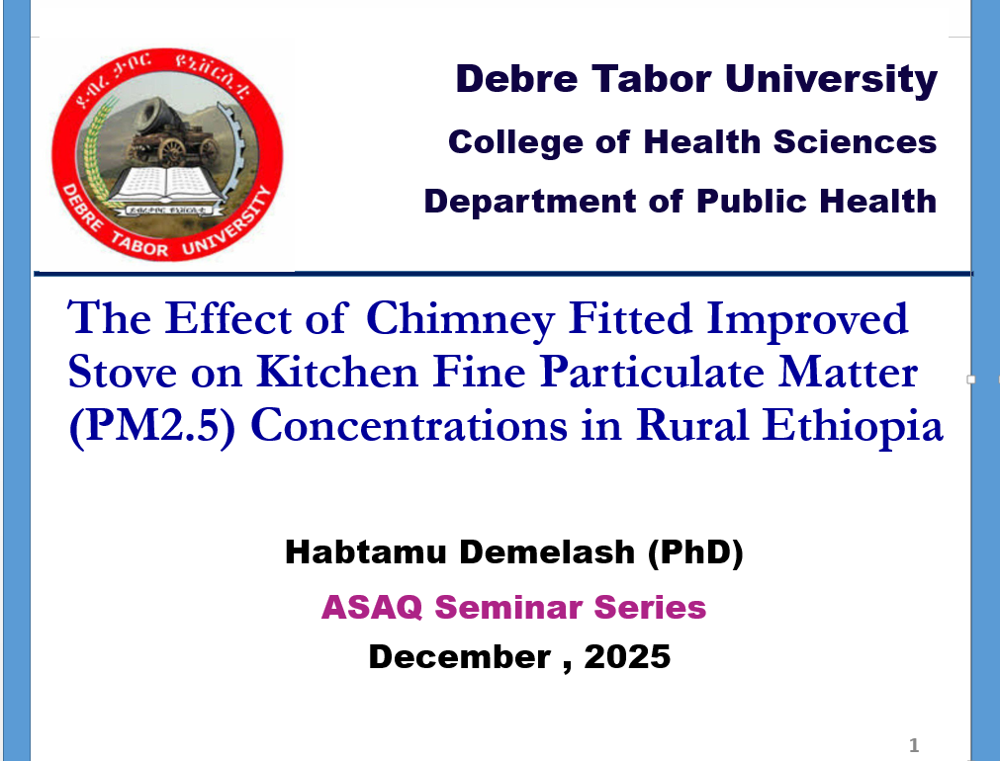 ደብረ ታቦር ዩኒቨርሲቲ
DEBRE TABOR UNIVERSITY
Debre Tabor University
College of Health Sciences
Department of Public Health
The Effect of Chimney Fitted Improved
Stove on Kitchen Fine Particulate Matter
(PM2.5) Concentrations in Rural Ethiopia
Habtamu Demelash (PhD)
ASAQ Seminar Series
December , 2025
1